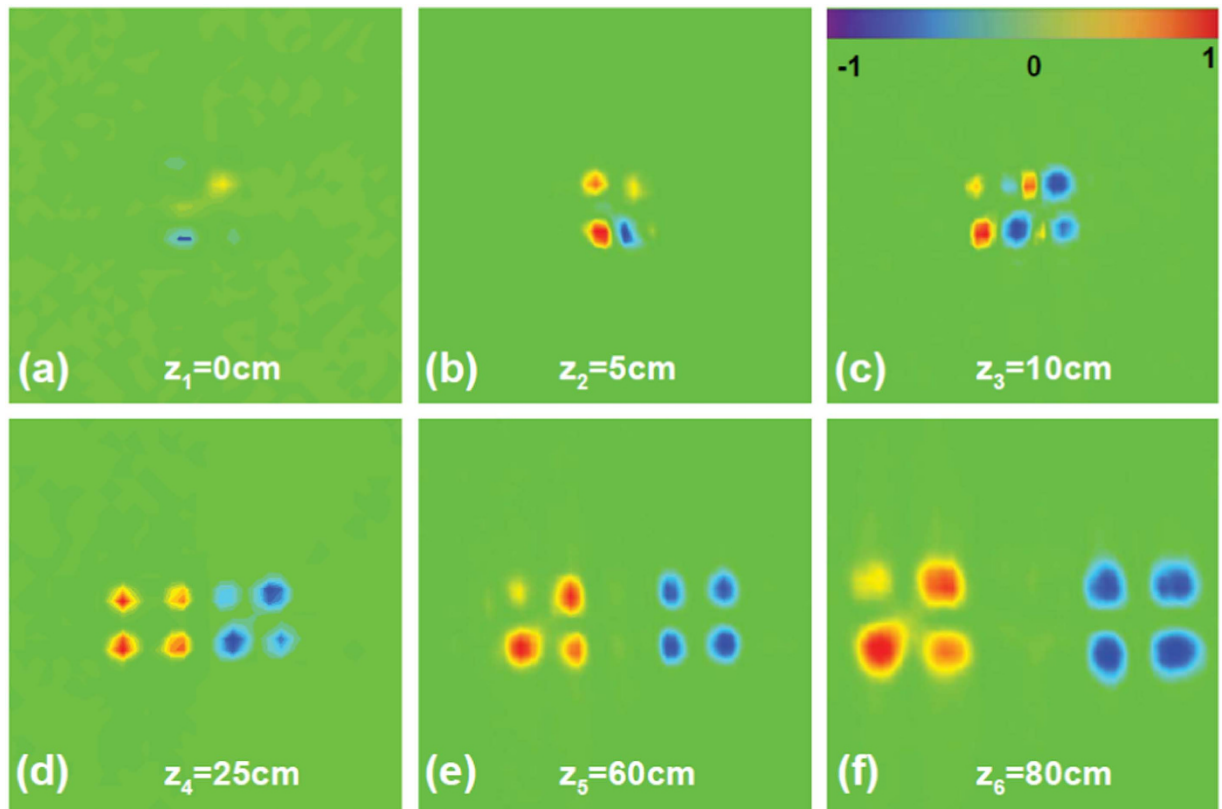 -1 0 1
(a) z₁=0cm
(b) z₂=5cm
(c) z₃=10cm
(d) z₄=25cm
(e) z₅=60cm
(f) z₆=80cm